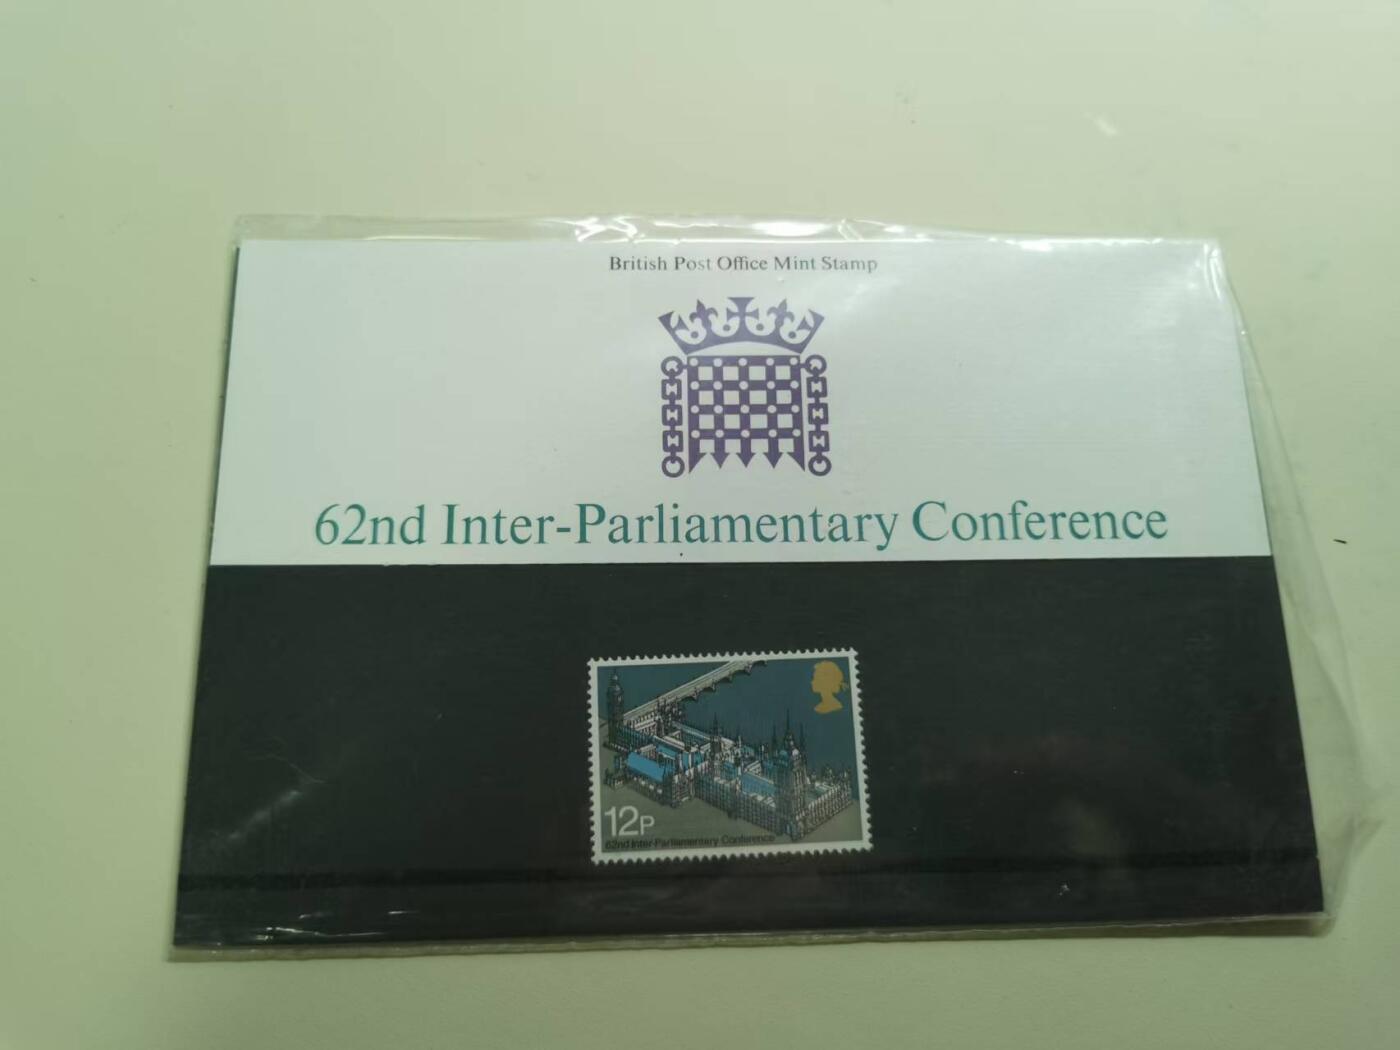 British Post Office Mint Stamp
62nd Inter-Parliamentary Conference
12P
62nd Inter-Parliamentary Conference